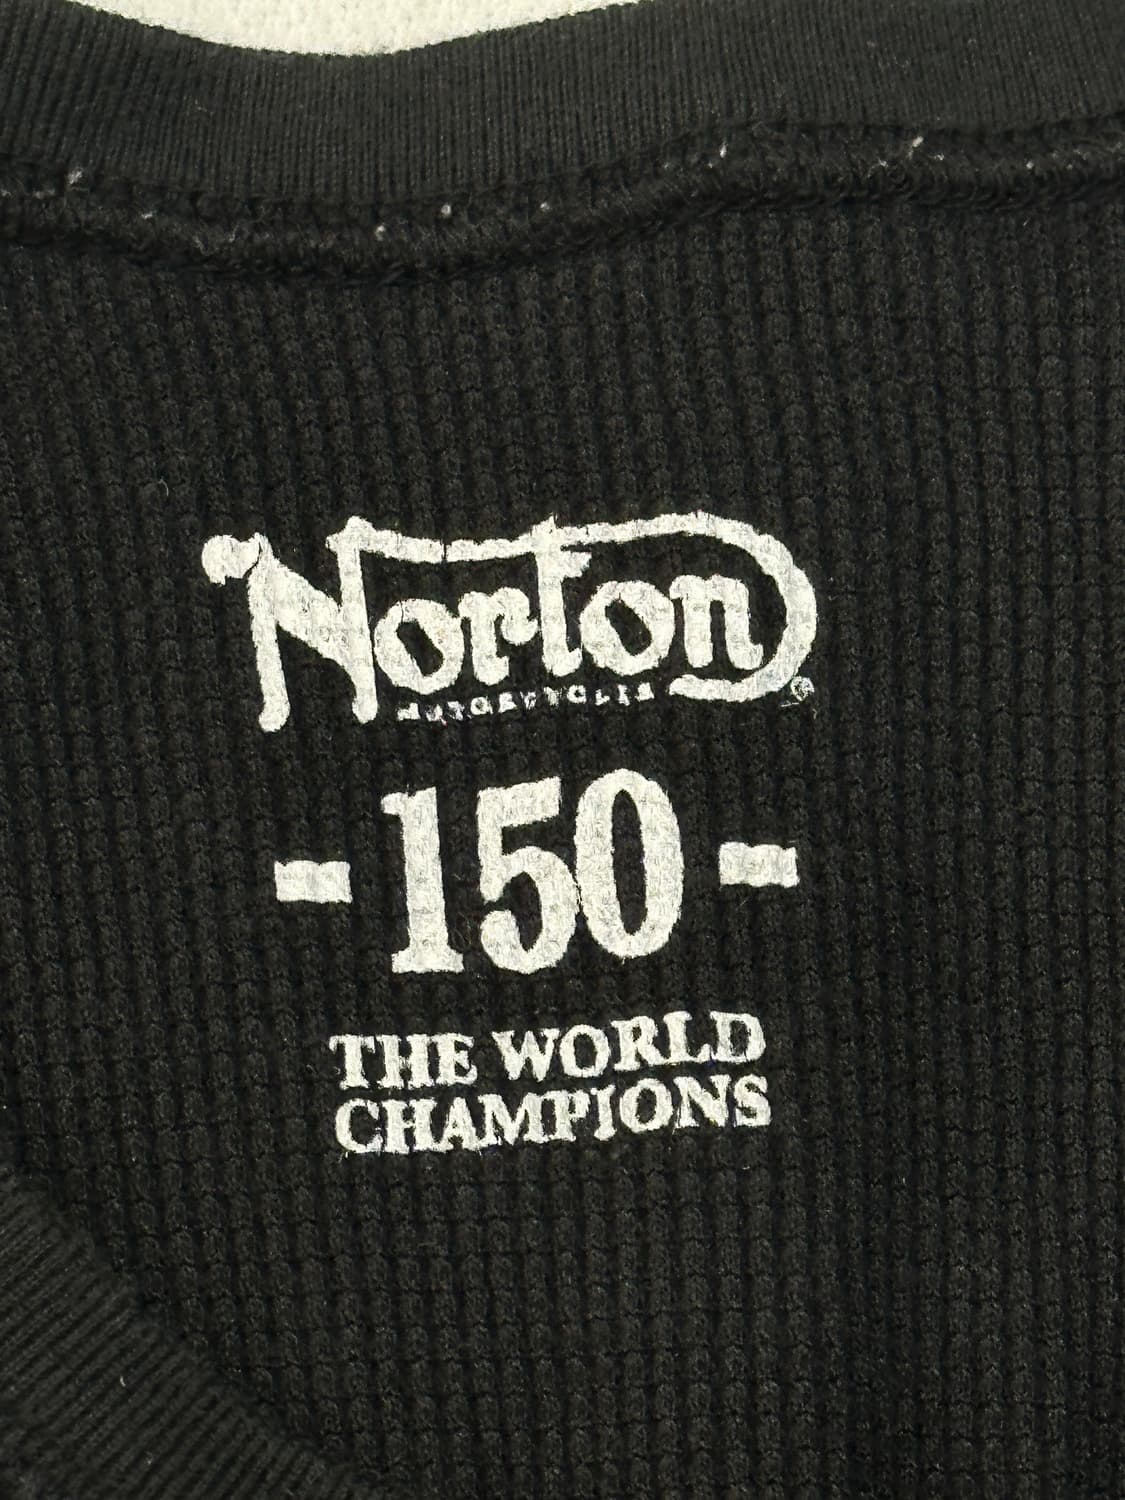 Norton
MOTORCYCLES ®
-150-
THE WORLD
CHAMPIONS